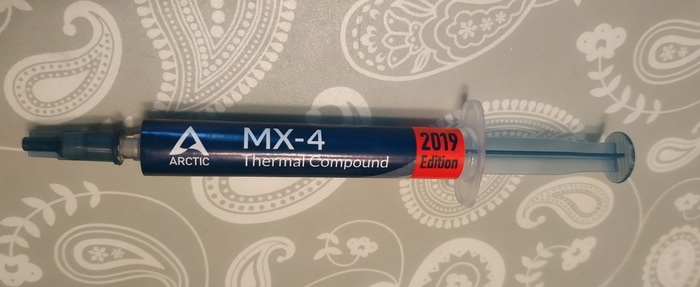 ARCTIC
MX-4
Thermal Compound
2019
Edition